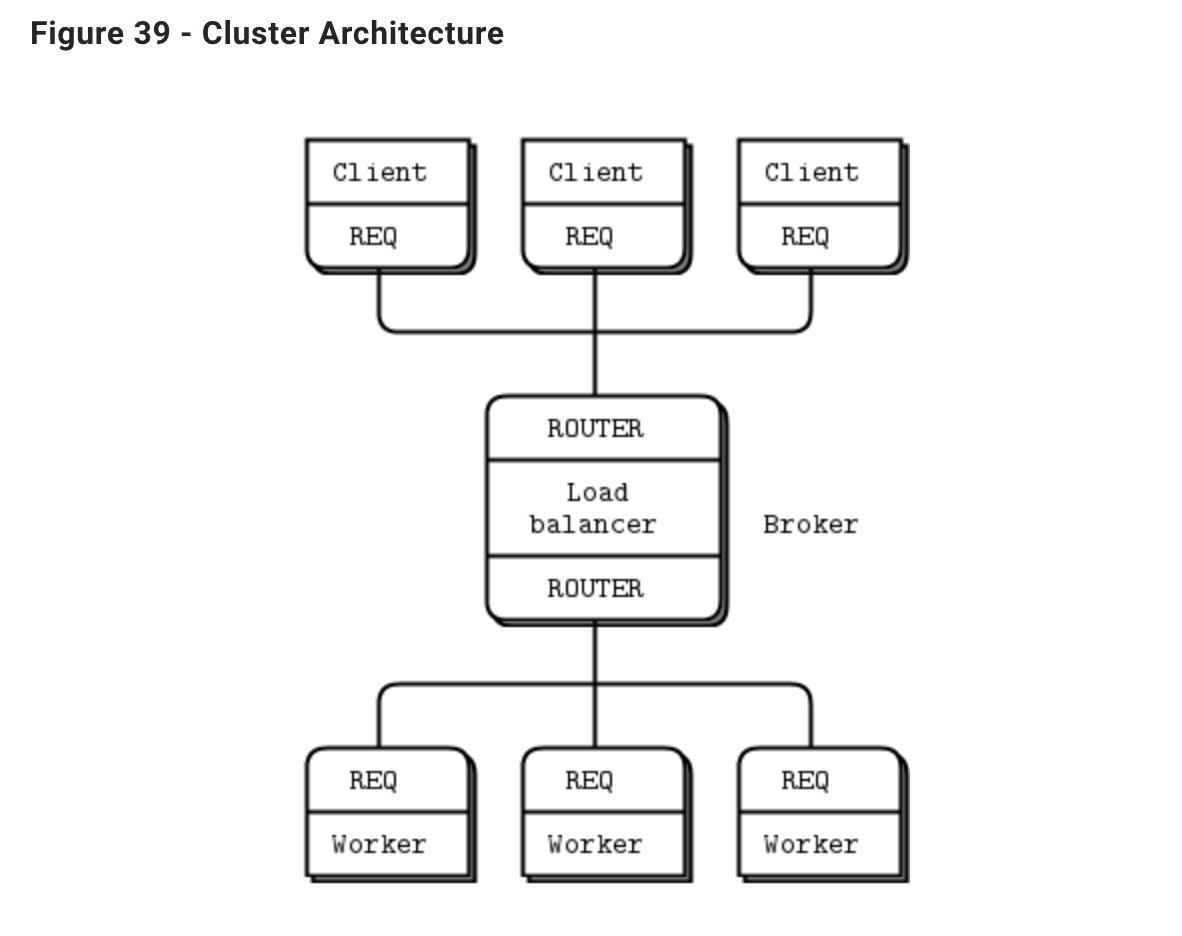 Figure 39 - Cluster Architecture
Client Client Client
REQ REQ REQ
ROUTER
Load
balancer
Broker
ROUTER
REQ REQ REQ
Worker Worker Worker